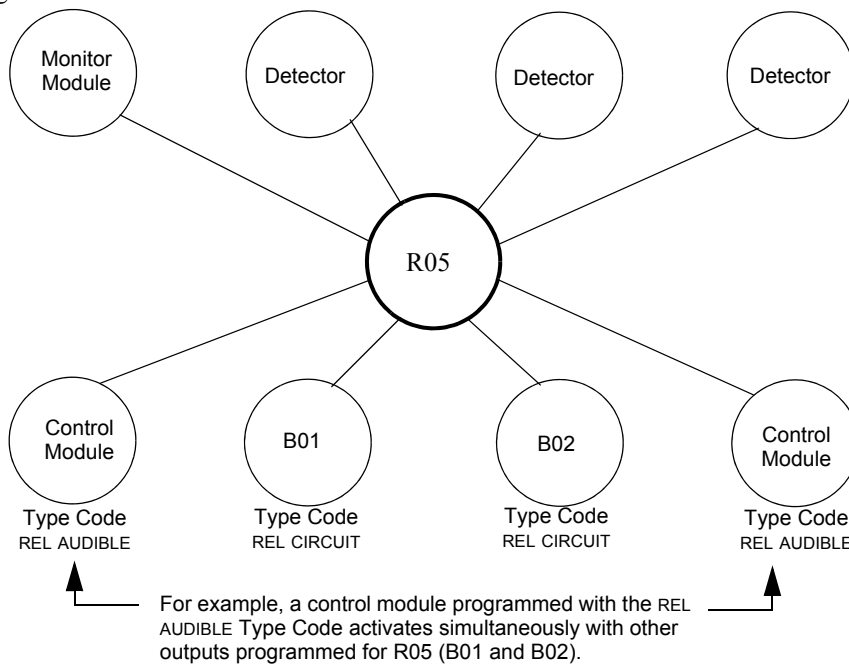 Monitor
Module
Detector
Detector
Detector
R05
Control
Module
B01
B02
Control
Module
Type Code
REL AUDIBLE
Type Code
REL CIRCUIT
Type Code
REL CIRCUIT
Type Code
REL AUDIBLE
For example, a control module programmed with the REL
AUDIBLE Type Code activates simultaneously with other
outputs programmed for R05 (B01 and B02).